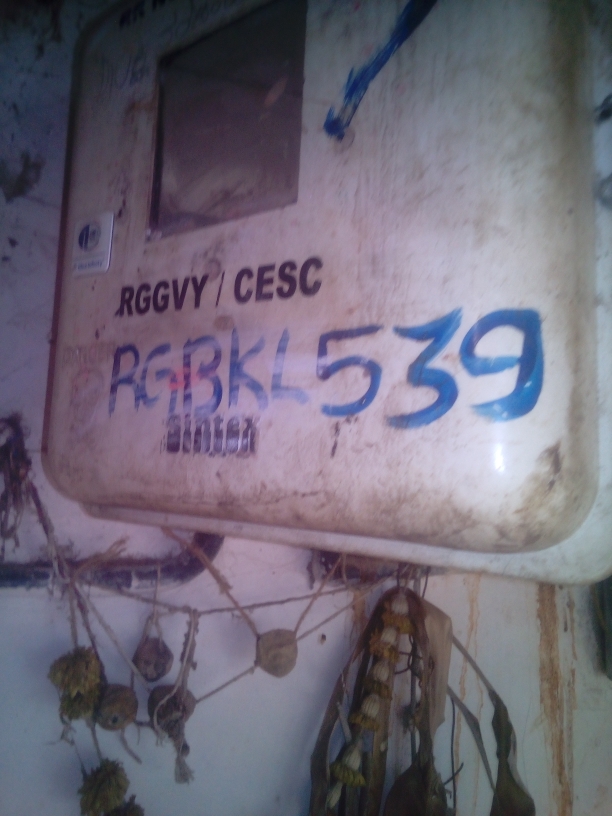 .RGGVY / CESC
RGBKL539
Sintex